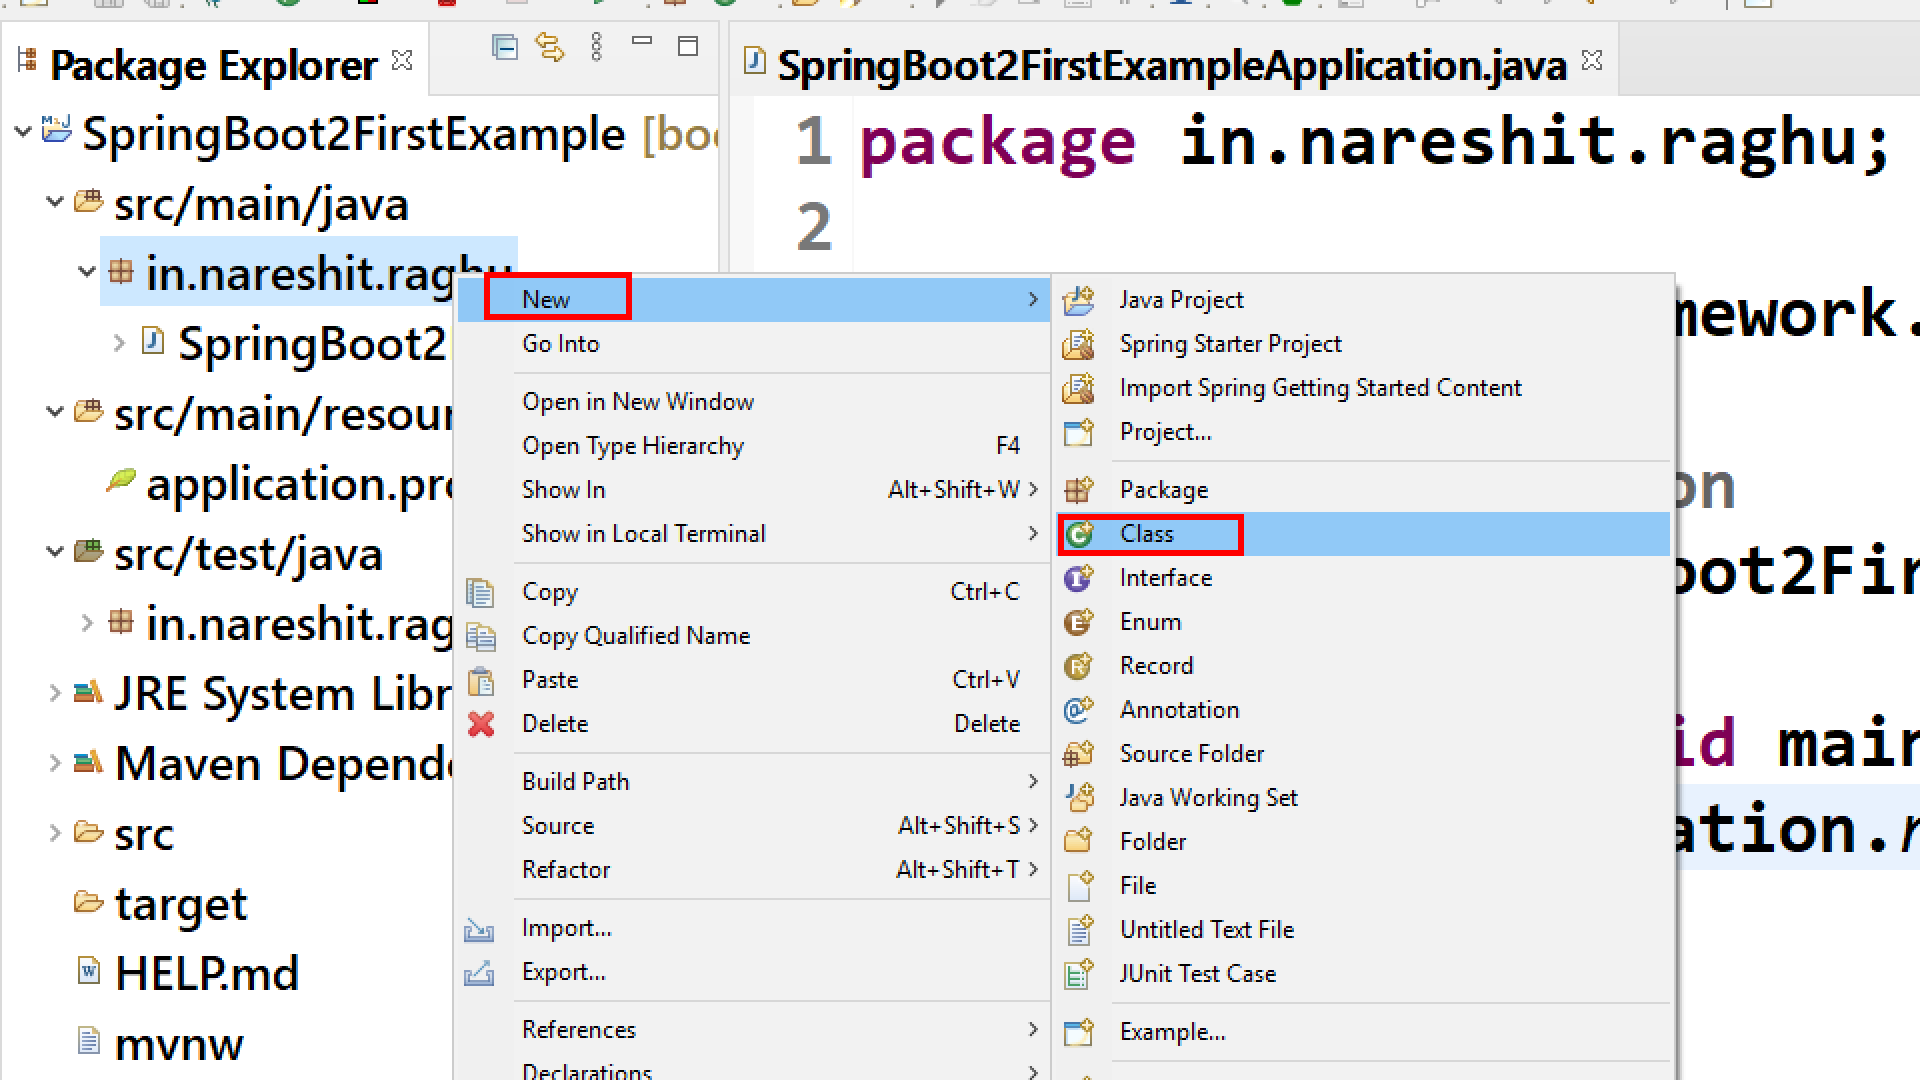 Package Explorer
SpringBoot2FirstExample [boo
src/main/java
in.nareshit.raghu
SpringBoot2
src/main/resour
application.pro
src/test/java
in.nareshit.rag
JRE System Libr
Maven Depende
src
target
HELP.md
mvnw
SpringBoot2FirstExampleApplication.java
1 package in.nareshit.raghu;
2
mework.
on
oot2Fir
id main
ation.r
New
Go Into
Open in New Window
Open Type Hierarchy F4
Show In Alt+Shift+W
Show in Local Terminal
Copy Ctrl+C
Copy Qualified Name
Paste Ctrl+V
Delete Delete
Build Path
Source Alt+Shift+S
Refactor Alt+Shift+T
Import...
Export...
References
Declarations
Java Project
Spring Starter Project
Import Spring Getting Started Content
Project...
Package
Class
Interface
Enum
Record
Annotation
Source Folder
Java Working Set
Folder
File
Untitled Text File
JUnit Test Case
Example...